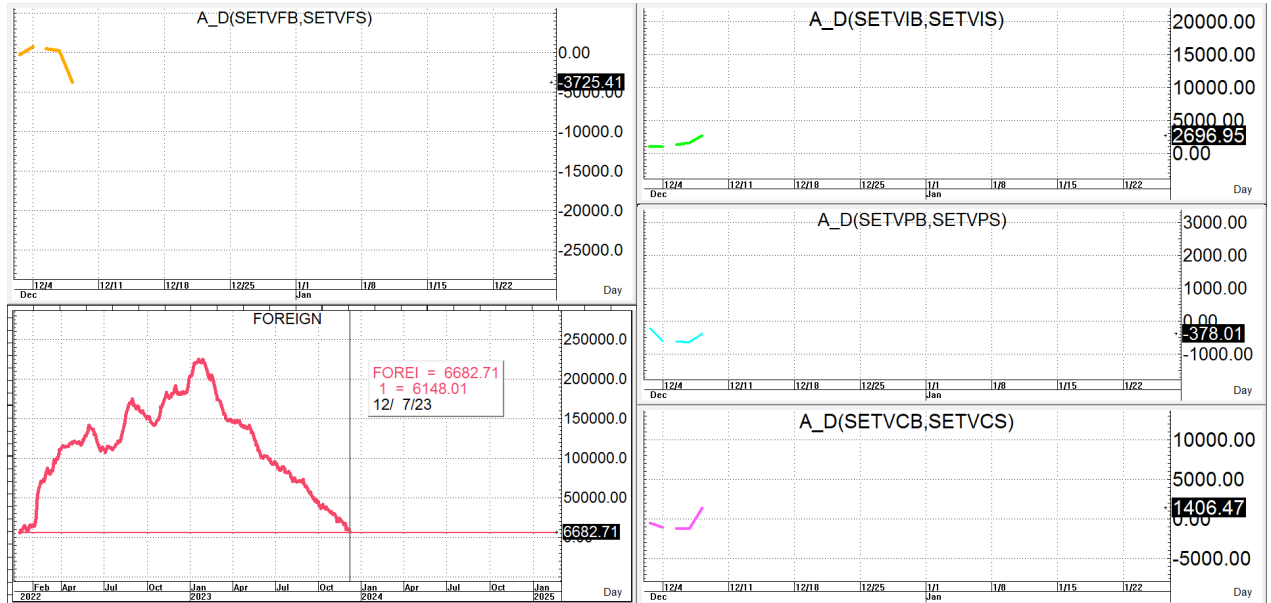 A_D(SETVFB,SETVFS)
0.00
-3725.41
-5000.00
-10000.0
-15000.0
-20000.0
-25000.0
12/4 12/11 12/18 12/25 1/1 1/8 1/15 1/22
Dec Jan
Day
FOREIGN
250000.0
200000.0
150000.0
100000.0
50000.00
6682.71
FOREI = 6682.71
1 = 6148.01
12/ 7/23
Feb Apr Jul Oct Jan Apr Jul Oct Jan Apr Jul Oct Jan
2022 2023 2024 2025
Day
A_D(SETVIB,SETVIS)
20000.00
15000.00
10000.00
5000.00
2696.95
0.00
12/4 12/11 12/18 12/25 1/1 1/8 1/15 1/22
Dec Jan
Day
A_D(SETVPB,SETVPS)
3000.00
2000.00
1000.00
0.00
-378.01
-1000.00
12/4 12/11 12/18 12/25 1/1 1/8 1/15 1/22
Dec Jan
Day
A_D(SETVCB,SETVCS)
10000.00
5000.00
1406.47
0.00
-5000.00
12/4 12/11 12/18 12/25 1/1 1/8 1/15 1/22
Dec Jan
Day